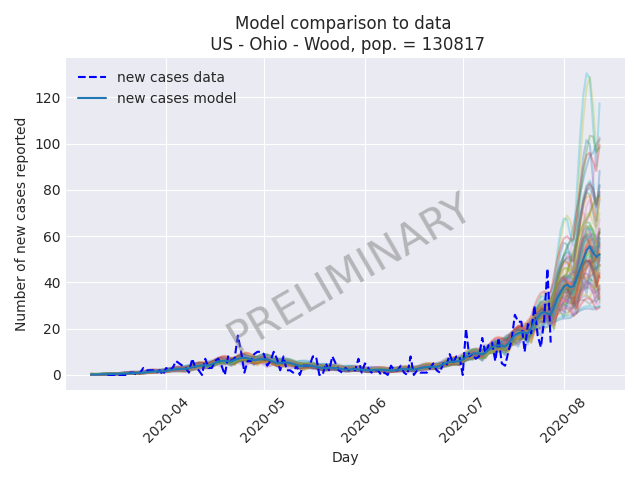 Model comparison to data
US - Ohio - Wood, pop. = 130817
new cases data
new cases model
Number of new cases reported
120
100
80
60
40
20
0
PRELIMINARY
2020-04
2020-05
2020-06
2020-07
2020-08
Day